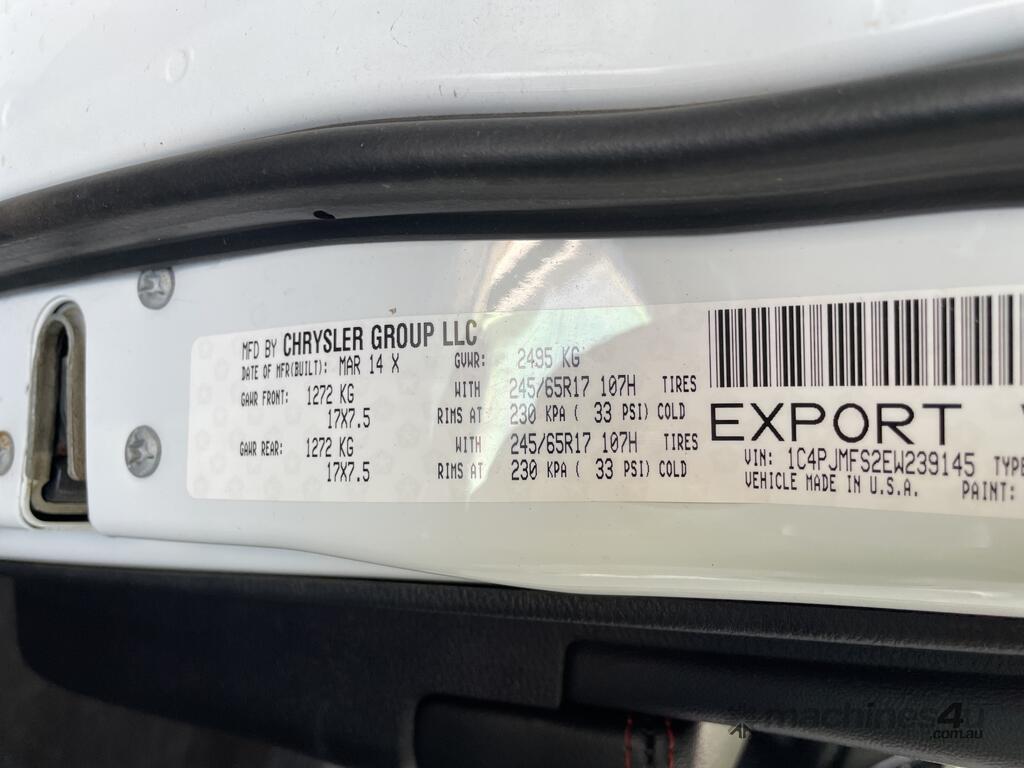 MFD BY CHRYSLER GROUP LLC
DATE OF MFR(BUILT): MAR 14 X GVWR: 2495 KG
GAWR FRONT: 1272 KG WITH 245/65R17 107H TIRES
17X7.5 RIMS AT 230 KPA ( 33 PSI) COLD
GAWR REAR: 1272 KG WITH 245/65R17 107H TIRES
17X7.5 RIMS AT 230 KPA ( 33 PSI) COLD
EXPORT
VIN: 1C4PJMFS2EW239145 TYPE
VEHICLE MADE IN U.S.A. PAINT:
machines4u
.com.au